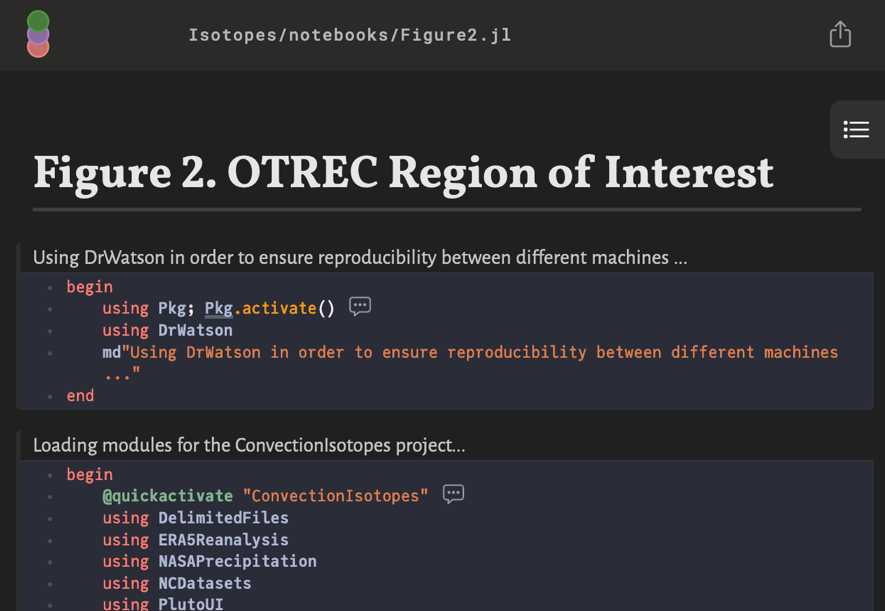 Isotopes/notebooks/Figure2.jl
Figure 2. OTREC Region of Interest
Using DrWatson in order to ensure reproducibility between different machines ...
begin
using Pkg; Pkg.activate()
using DrWatson
md"Using DrWatson in order to ensure reproducibility between different machines
..."
end
Loading modules for the ConvectionIsotopes project...
begin
@quickactivate "ConvectionIsotopes"
using DelimitedFiles
using ERA5Reanalysis
using NASAPrecipitation
using NCDatasets
using PlutoUI